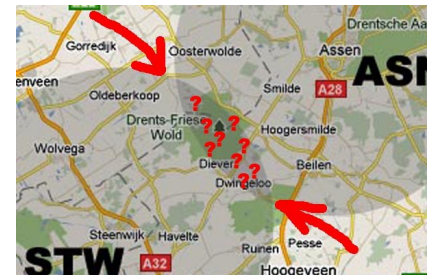 Gorredijk
Oosterwolde
Drentsche Aa
Assen
ASN
enveen
Oldeberkoop
Smilde
A28
?
Drents-Friese
Wold
? ?
?
Hoogersmilde
? ?
Wolvega
Diever
?
Beilen
?
Dwingeloo
?
Steenwijk
Havelte
STW
A32
Ruinen
Pesse
Hoogeveen